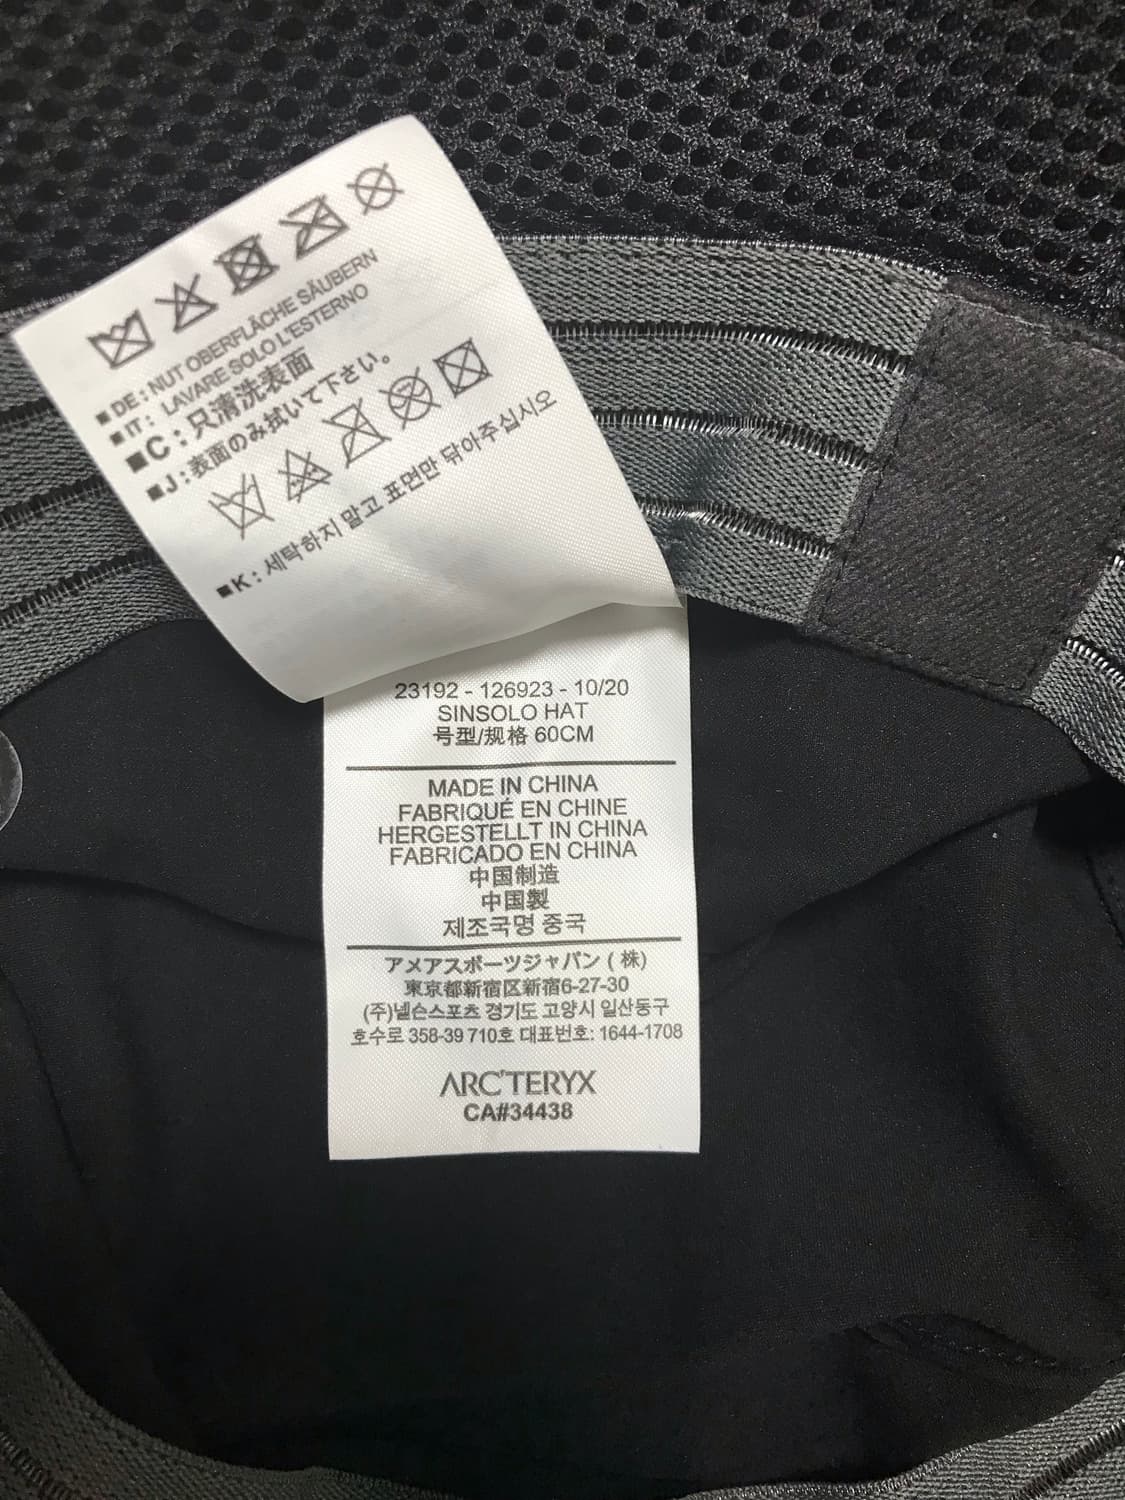 ■DE : NUT OBERFLÄCHE SÄUBERN
■IT : LAVARE SOLO L'ESTERNO
■C : 只清洗表面
■J : 表面のみ拭いて下さい。
■K : 세탁하지 말고 표면만 닦아주십시오
23192 - 126923 - 10/20
SINSOLO HAT
号型/规格 60CM
MADE IN CHINA
FABRIQUÉ EN CHINE
HERGESTELLT IN CHINA
FABRICADO EN CHINA
中国制造
中国製
제조국명 중국
アメアスポーツジャパン ( 株)
東京都新宿区新宿6-27-30
(주)넬슨스포츠 경기도 고양시 일산동구
호수로 358-39 710호 대표번호: 1644-1708
ARC'TERYX
CA#34438